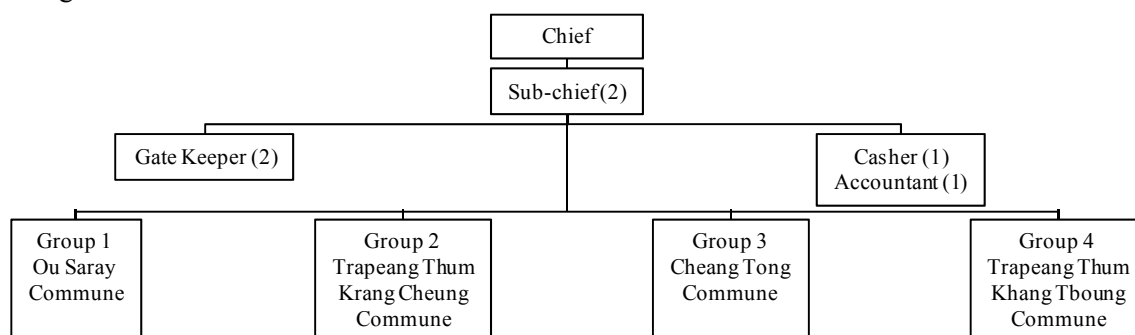 Chief
Sub-chief (2)
Gate Keeper (2)
Casher (1)
Accountant (1)
Group 1
Ou Saray
Commune
Group 2
Trapeang Thum
Krang Cheung
Commune
Group 3
Cheang Tong
Commune
Group 4
Trapeang Thum
Khang Tboung
Commune